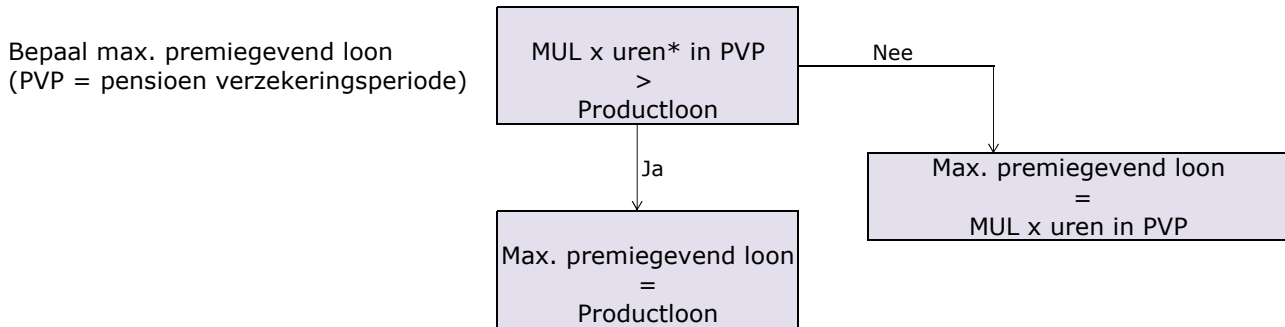 Bepaal max. premiegevend loon
(PVP = pensioen verzekeringsperiode)
MUL x uren* in PVP
>
Productloon
Nee
Ja
Max. premiegevend loon
=
MUL x uren in PVP
Max. premiegevend loon
=
Productloon